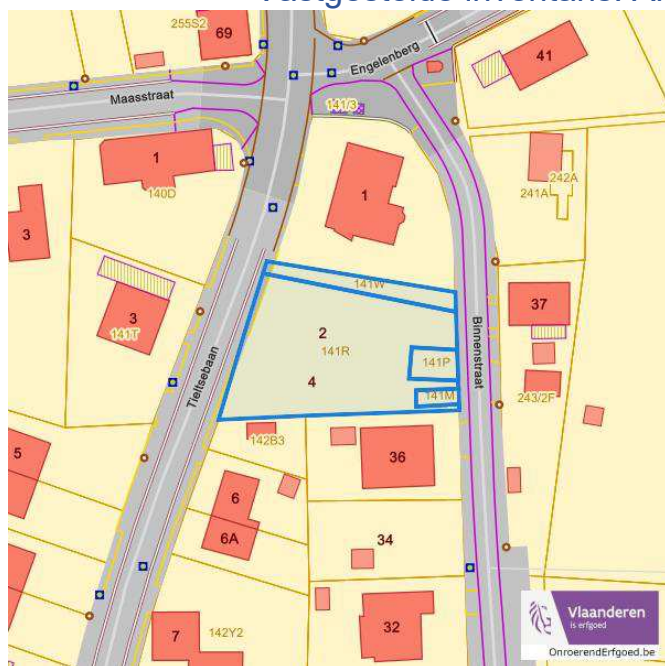 255S2
69
Engelenberg
41
Maasstraat
141/3
1
140D
1
242A
241A
3
141W
3
141T
2
141R
4
141P
141M
37
Binnenstraat
243/2F
Tieltsebaan
142B3
36
5
6
6A
34
7
142Y2
32
Vlaanderen
is erfgoed
OnroerendErfgoed.be